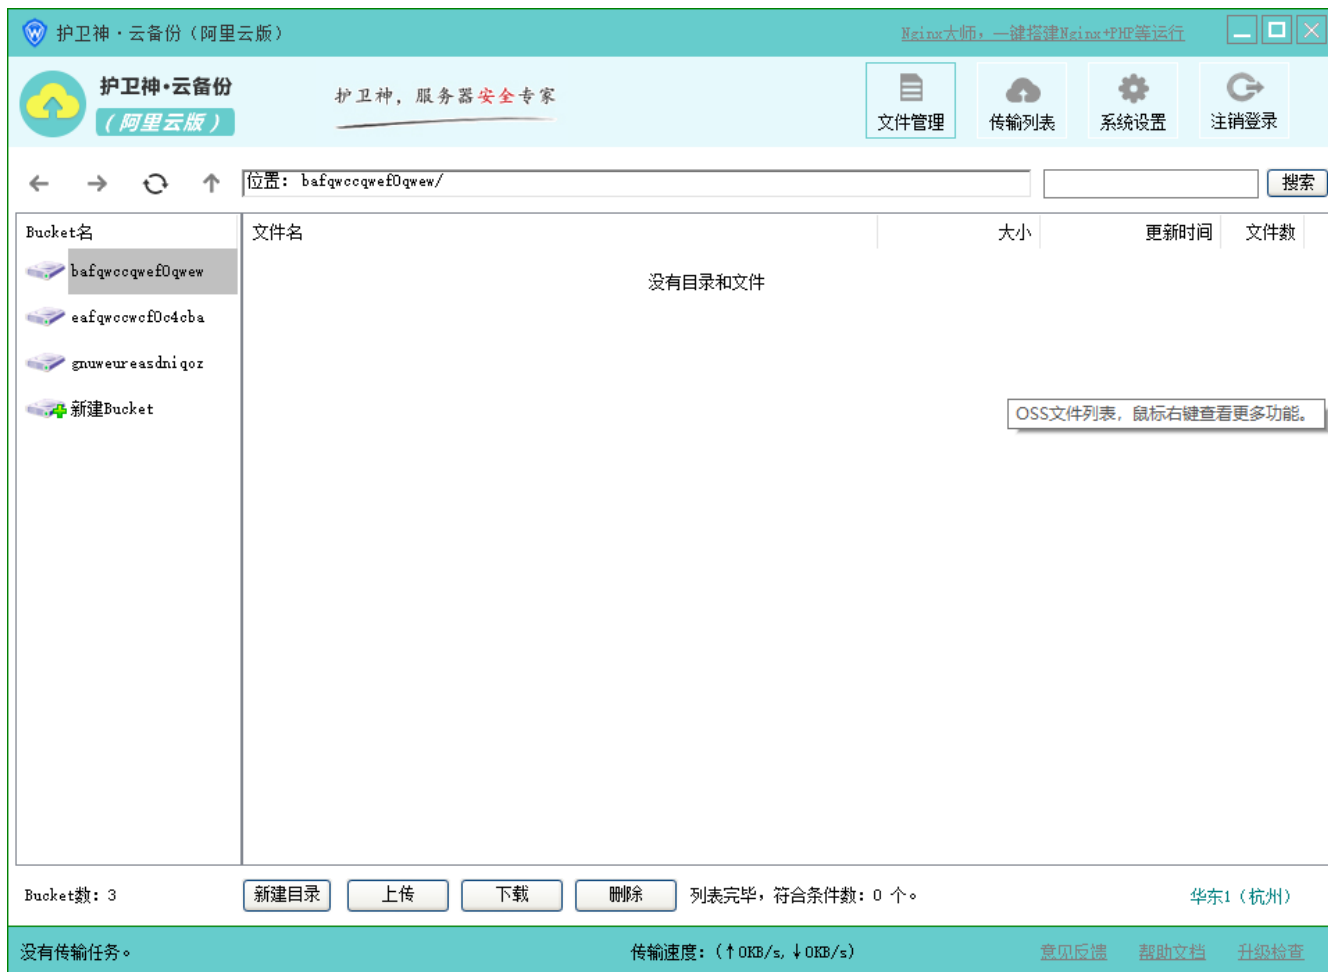 护卫神·云备份（阿里云版）
Nginx大师，一键搭建Nginx+PHP等运行
护卫神·云备份
（阿里云版）
护卫神，服务器安全专家
文件管理
传输列表
系统设置
注销登录
位置： bafqwccqwef0qwew/
搜索
Bucket名
文件名
大小
更新时间
文件数
bafqwccqwef0qwew
没有目录和文件
eafqwccwcf0c4cba
gnuweureasdniqoz
新建Bucket
OSS文件列表，鼠标右键查看更多功能。
Bucket数：3
新建目录
上传
下载
删除
列表完毕，符合条件数：0 个。
华东1（杭州）
没有传输任务。
传输速度：(↑0KB/s,↓0KB/s)
意见反馈
帮助文档
升级检查